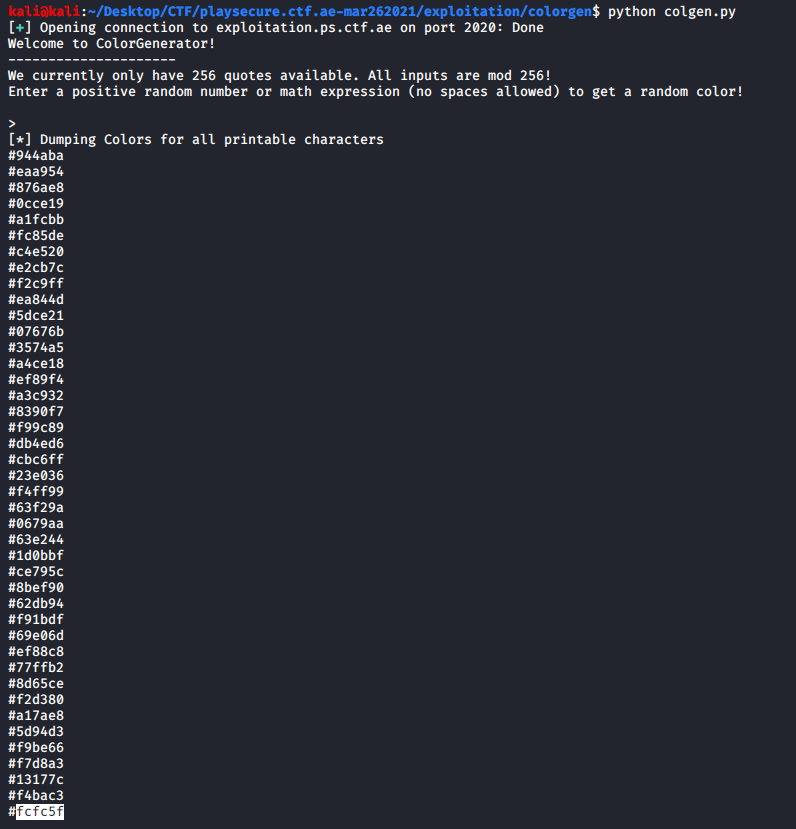 kali@kali:~/Desktop/CTF/playsecure.ctf.ae-mar262021/exploitation/colorgen$ python colgen.py
[+] Opening connection to exploitation.ps.ctf.ae on port 2020: Done
Welcome to ColorGenerator!
---------------------
We currently only have 256 quotes available. All inputs are mod 256!
Enter a positive random number or math expression (no spaces allowed) to get a random color!
>
[*] Dumping Colors for all printable characters
#944aba
#eaa954
#876ae8
#0cce19
#a1fcbb
#fc85de
#c4e520
#e2cb7c
#f2c9ff
#ea844d
#5dce21
#07676b
#3574a5
#a4ce18
#ef89f4
#a3c932
#8390f7
#f99c89
#db4ed6
#cbc6ff
#23e036
#f4ff99
#63f29a
#0679aa
#63e244
#1d0bbf
#ce795c
#8bef90
#62db94
#f91bdf
#69e06d
#ef88c8
#77ffb2
#8d65ce
#f2d380
#a17ae8
#5d94d3
#f9be66
#f7d8a3
#13177c
#f4bac3
#fcfc5f